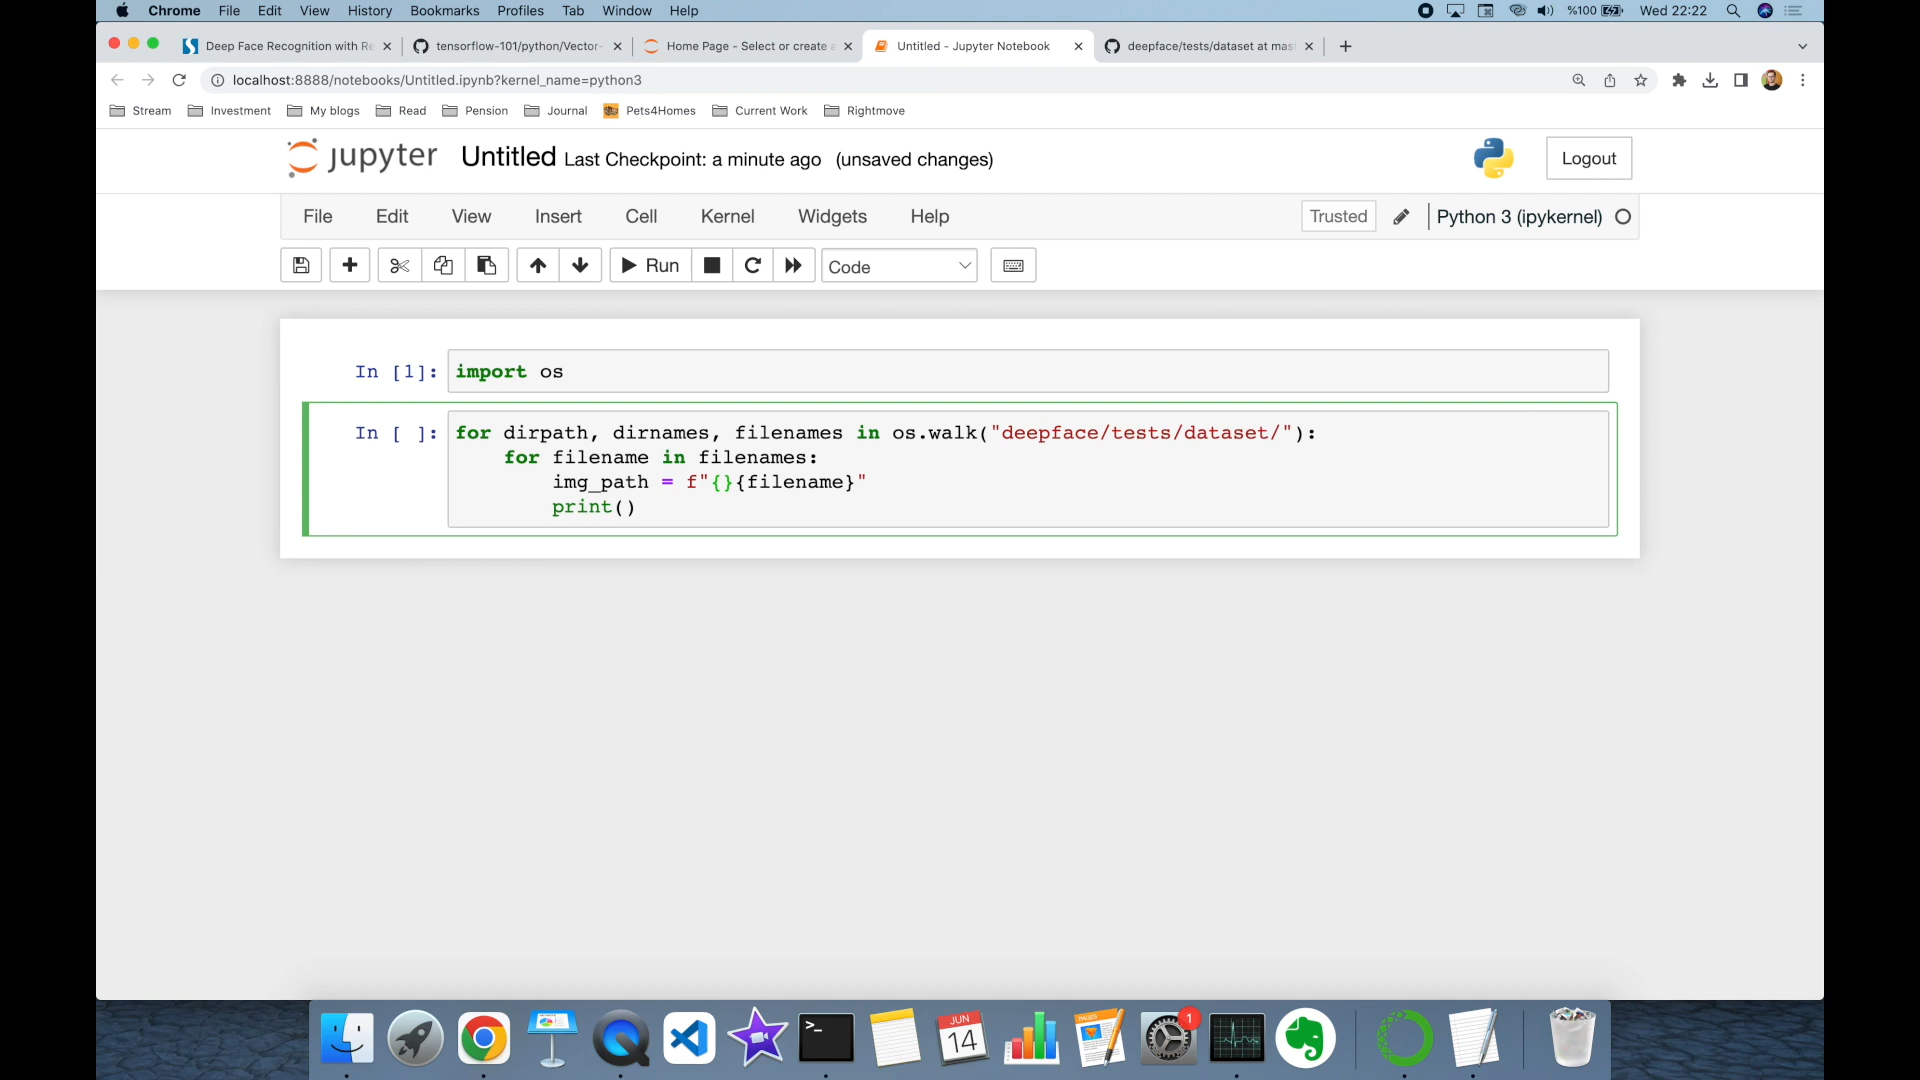 Chrome File Edit View History Bookmarks Profiles Tab Window Help %100 Wed 22:22
Deep Face Recognition with Re tensorflow-101/python/Vector- Home Page - Select or create a Untitled - Jupyter Notebook deepface/tests/dataset at mas
localhost:8888/notebooks/Untitled.ipynb?kernel_name=python3
Stream Investment My blogs Read Pension Journal Pets4Homes Current Work Rightmove
jupyter Untitled Last Checkpoint: a minute ago (unsaved changes) Logout
File Edit View Insert Cell Kernel Widgets Help Trusted Python 3 (ipykernel)
Run Code
In [1]: import os
In [ ]: for dirpath, dirnames, filenames in os.walk("deepface/tests/dataset/"):
for filename in filenames:
img_path = f"{}{filename}"
print()
>_ JUN 14 PAGES 1